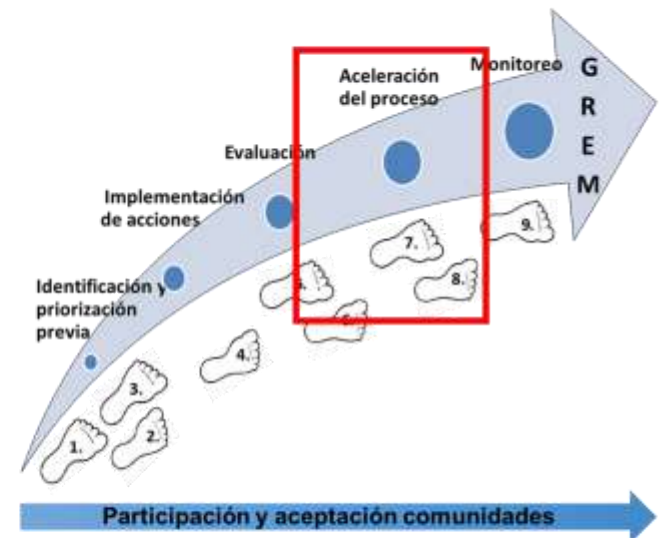 Monitoreo
Aceleración
del proceso
Evaluación
Implementación
de acciones
Identificación y
priorización
previa
G
R
E
M
1.
2.
3.
4.
7.
8.
9.
Participación y aceptación comunidades